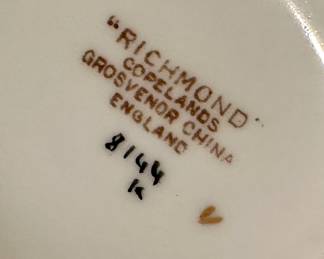 "RICHMOND
COPELANDS
GROSVENOR CHINA
ENGLAND
8144
K